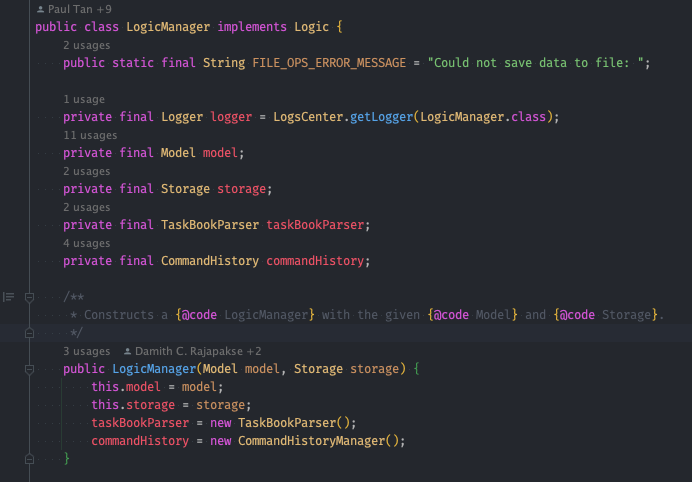 Paul Tan +9
public class LogicManager implements Logic {
2 usages
public static final String FILE_OPS_ERROR_MESSAGE = "Could not save data to file: ";
1 usage
private final Logger logger = LogsCenter.getLogger(LogicManager.class);
11 usages
private final Model model;
2 usages
private final Storage storage;
2 usages
private final TaskBookParser taskBookParser;
4 usages
private final CommandHistory commandHistory;
/**
* Constructs a {@code LogicManager} with the given {@code Model} and {@code Storage}.
*/
3 usages Damith C. Rajapakse +2
public LogicManager(Model model, Storage storage) {
this.model = model;
this.storage = storage;
taskBookParser = new TaskBookParser();
commandHistory = new CommandHistoryManager();
}